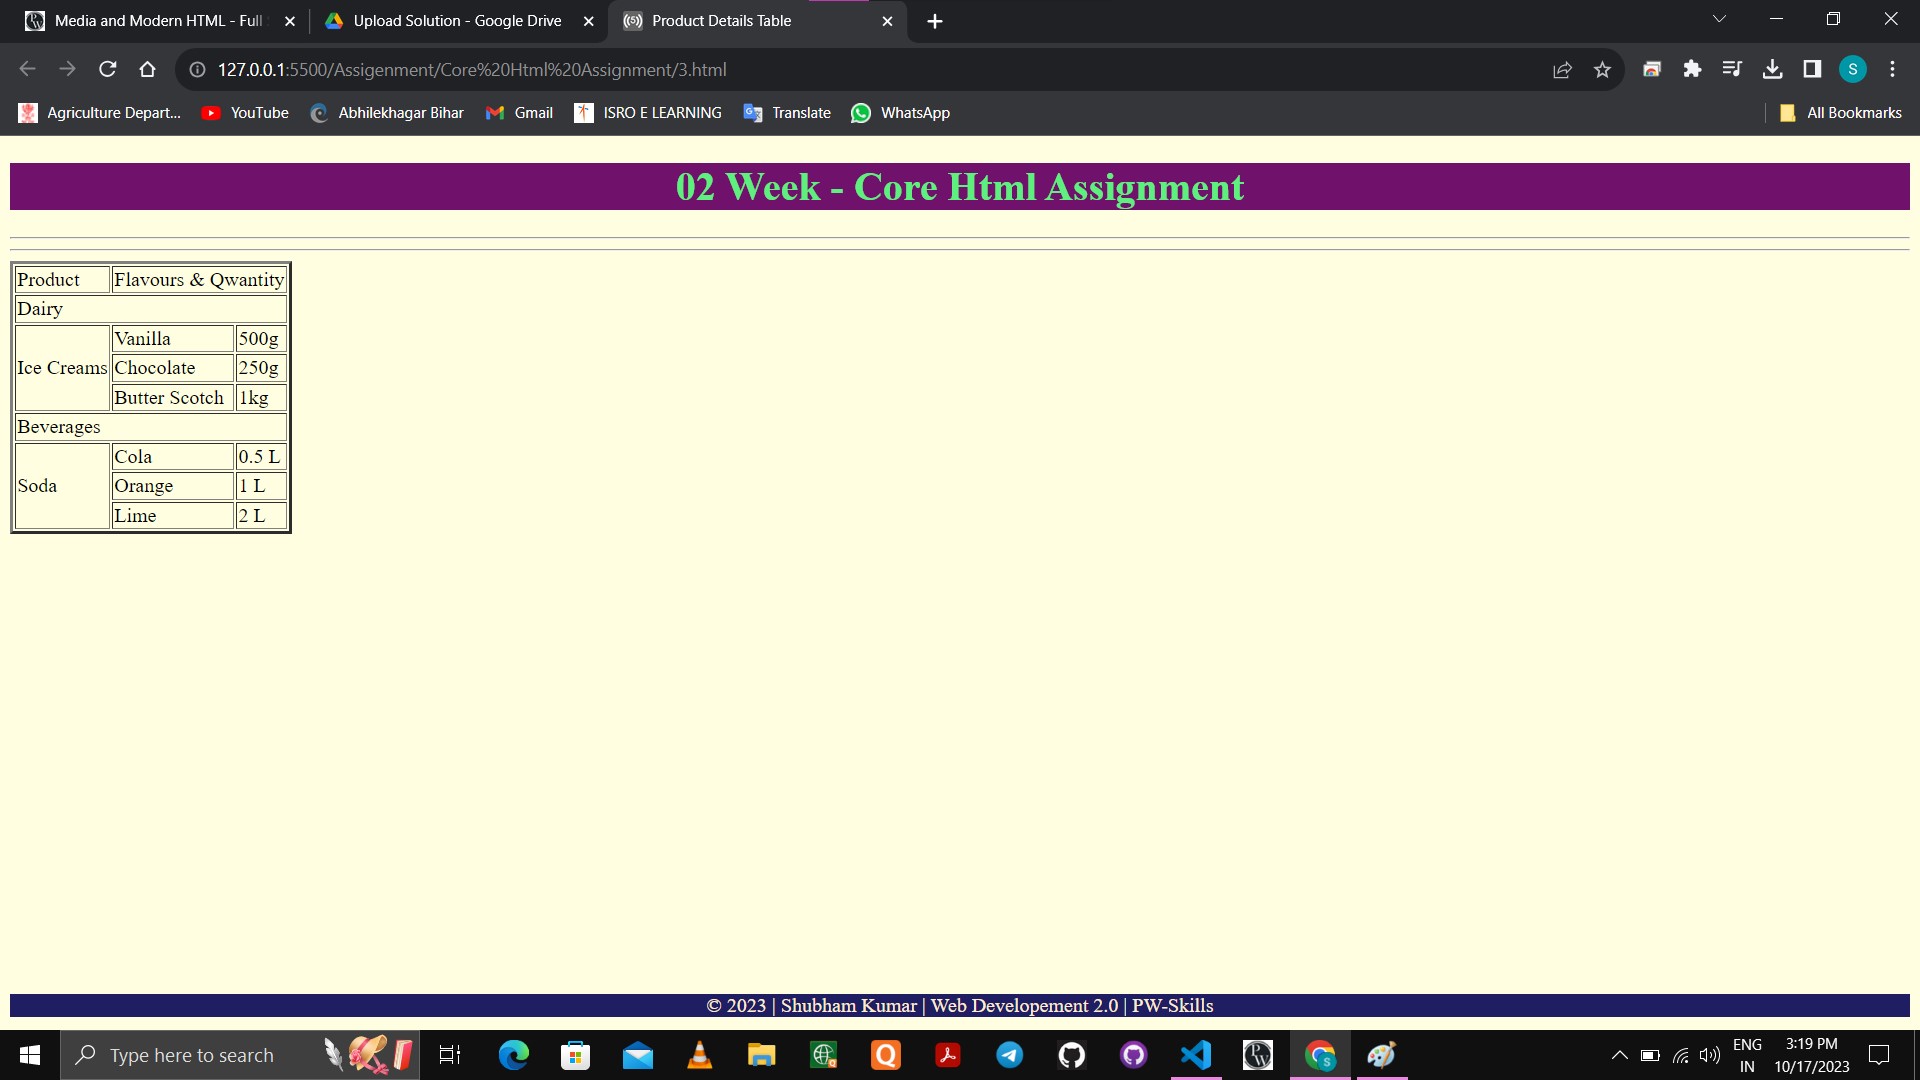 Media and Modern HTML - Full
Upload Solution - Google Drive
Product Details Table
127.0.0.1:5500/Assigenment/Core%20Html%20Assignment/3.html
S
Agriculture Depart...
YouTube
Abhilekhagar Bihar
Gmail
ISRO E LEARNING
Translate
WhatsApp
All Bookmarks
02 Week - Core Html Assignment
Product Flavours & Qwantity
Dairy
Ice Creams
Vanilla 500g
Chocolate 250g
Butter Scotch 1kg
Beverages
Soda
Cola 0.5 L
Orange 1 L
Lime 2 L
© 2023 | Shubham Kumar | Web Developement 2.0 | PW-Skills
Type here to search
ENG
IN
3:19 PM
10/17/2023